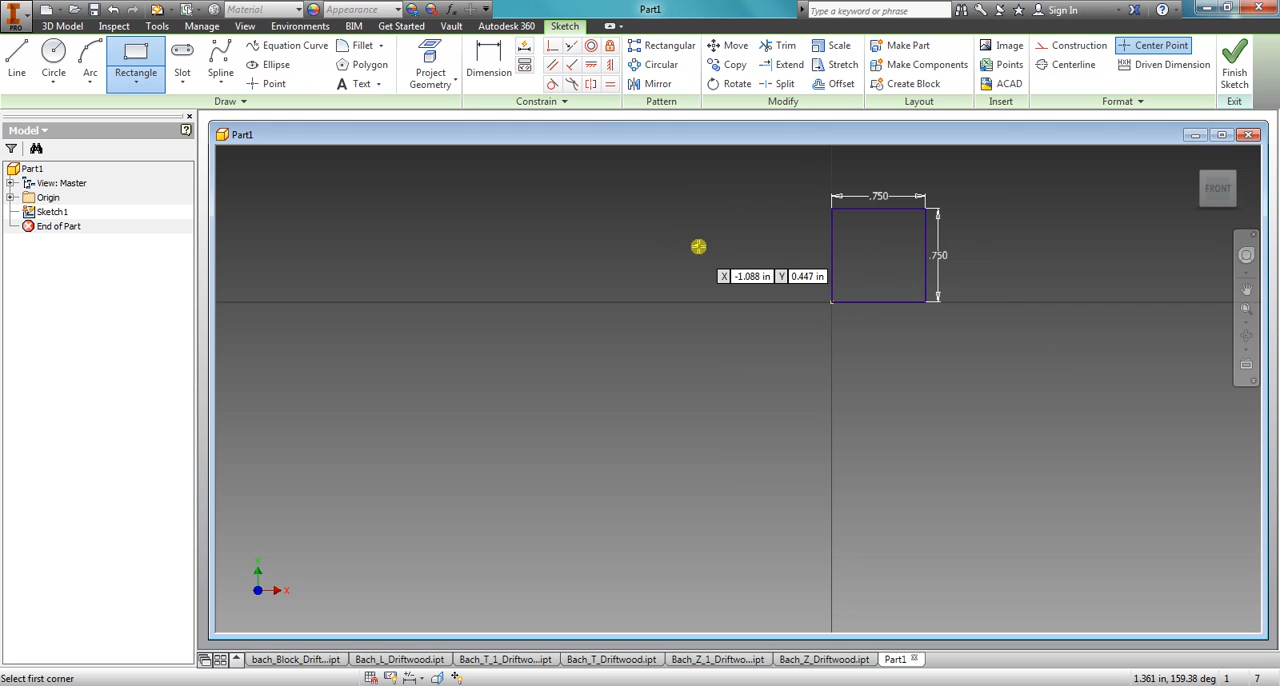 PRO
Material
Appearance
Part1
Type a keyword or phrase
Sign In
3D Model Inspect Tools Manage View Environments BIM Get Started Vault Autodesk 360 Sketch
Line Circle Arc Rectangle Slot Spline
Equation Curve Fillet
Ellipse Polygon
Point Text
Project Geometry
Dimension
Rectangular
Circular
Mirror
Move Trim Scale
Copy Extend Stretch
Rotate Split Offset
Make Part
Make Components
Create Block
Image
Points
ACAD
Construction Center Point
Centerline Driven Dimension
Finish Sketch
Draw Constrain Pattern Modify Layout Insert Format Exit
Model
Part1
View: Master
Origin
Sketch1
End of Part
Part1
.750
.750
X -1.088 in Y 0.447 in
FRONT
X
bach_Block_Drift...ipt Bach_L_Driftwood.ipt Bach_T_1_Driftwo...ipt Bach_T_Driftwood.ipt Bach_Z_1_Driftwo...ipt Bach_Z_Driftwood.ipt Part1
Select first corner
1.361 in, 159.38 deg 1 7